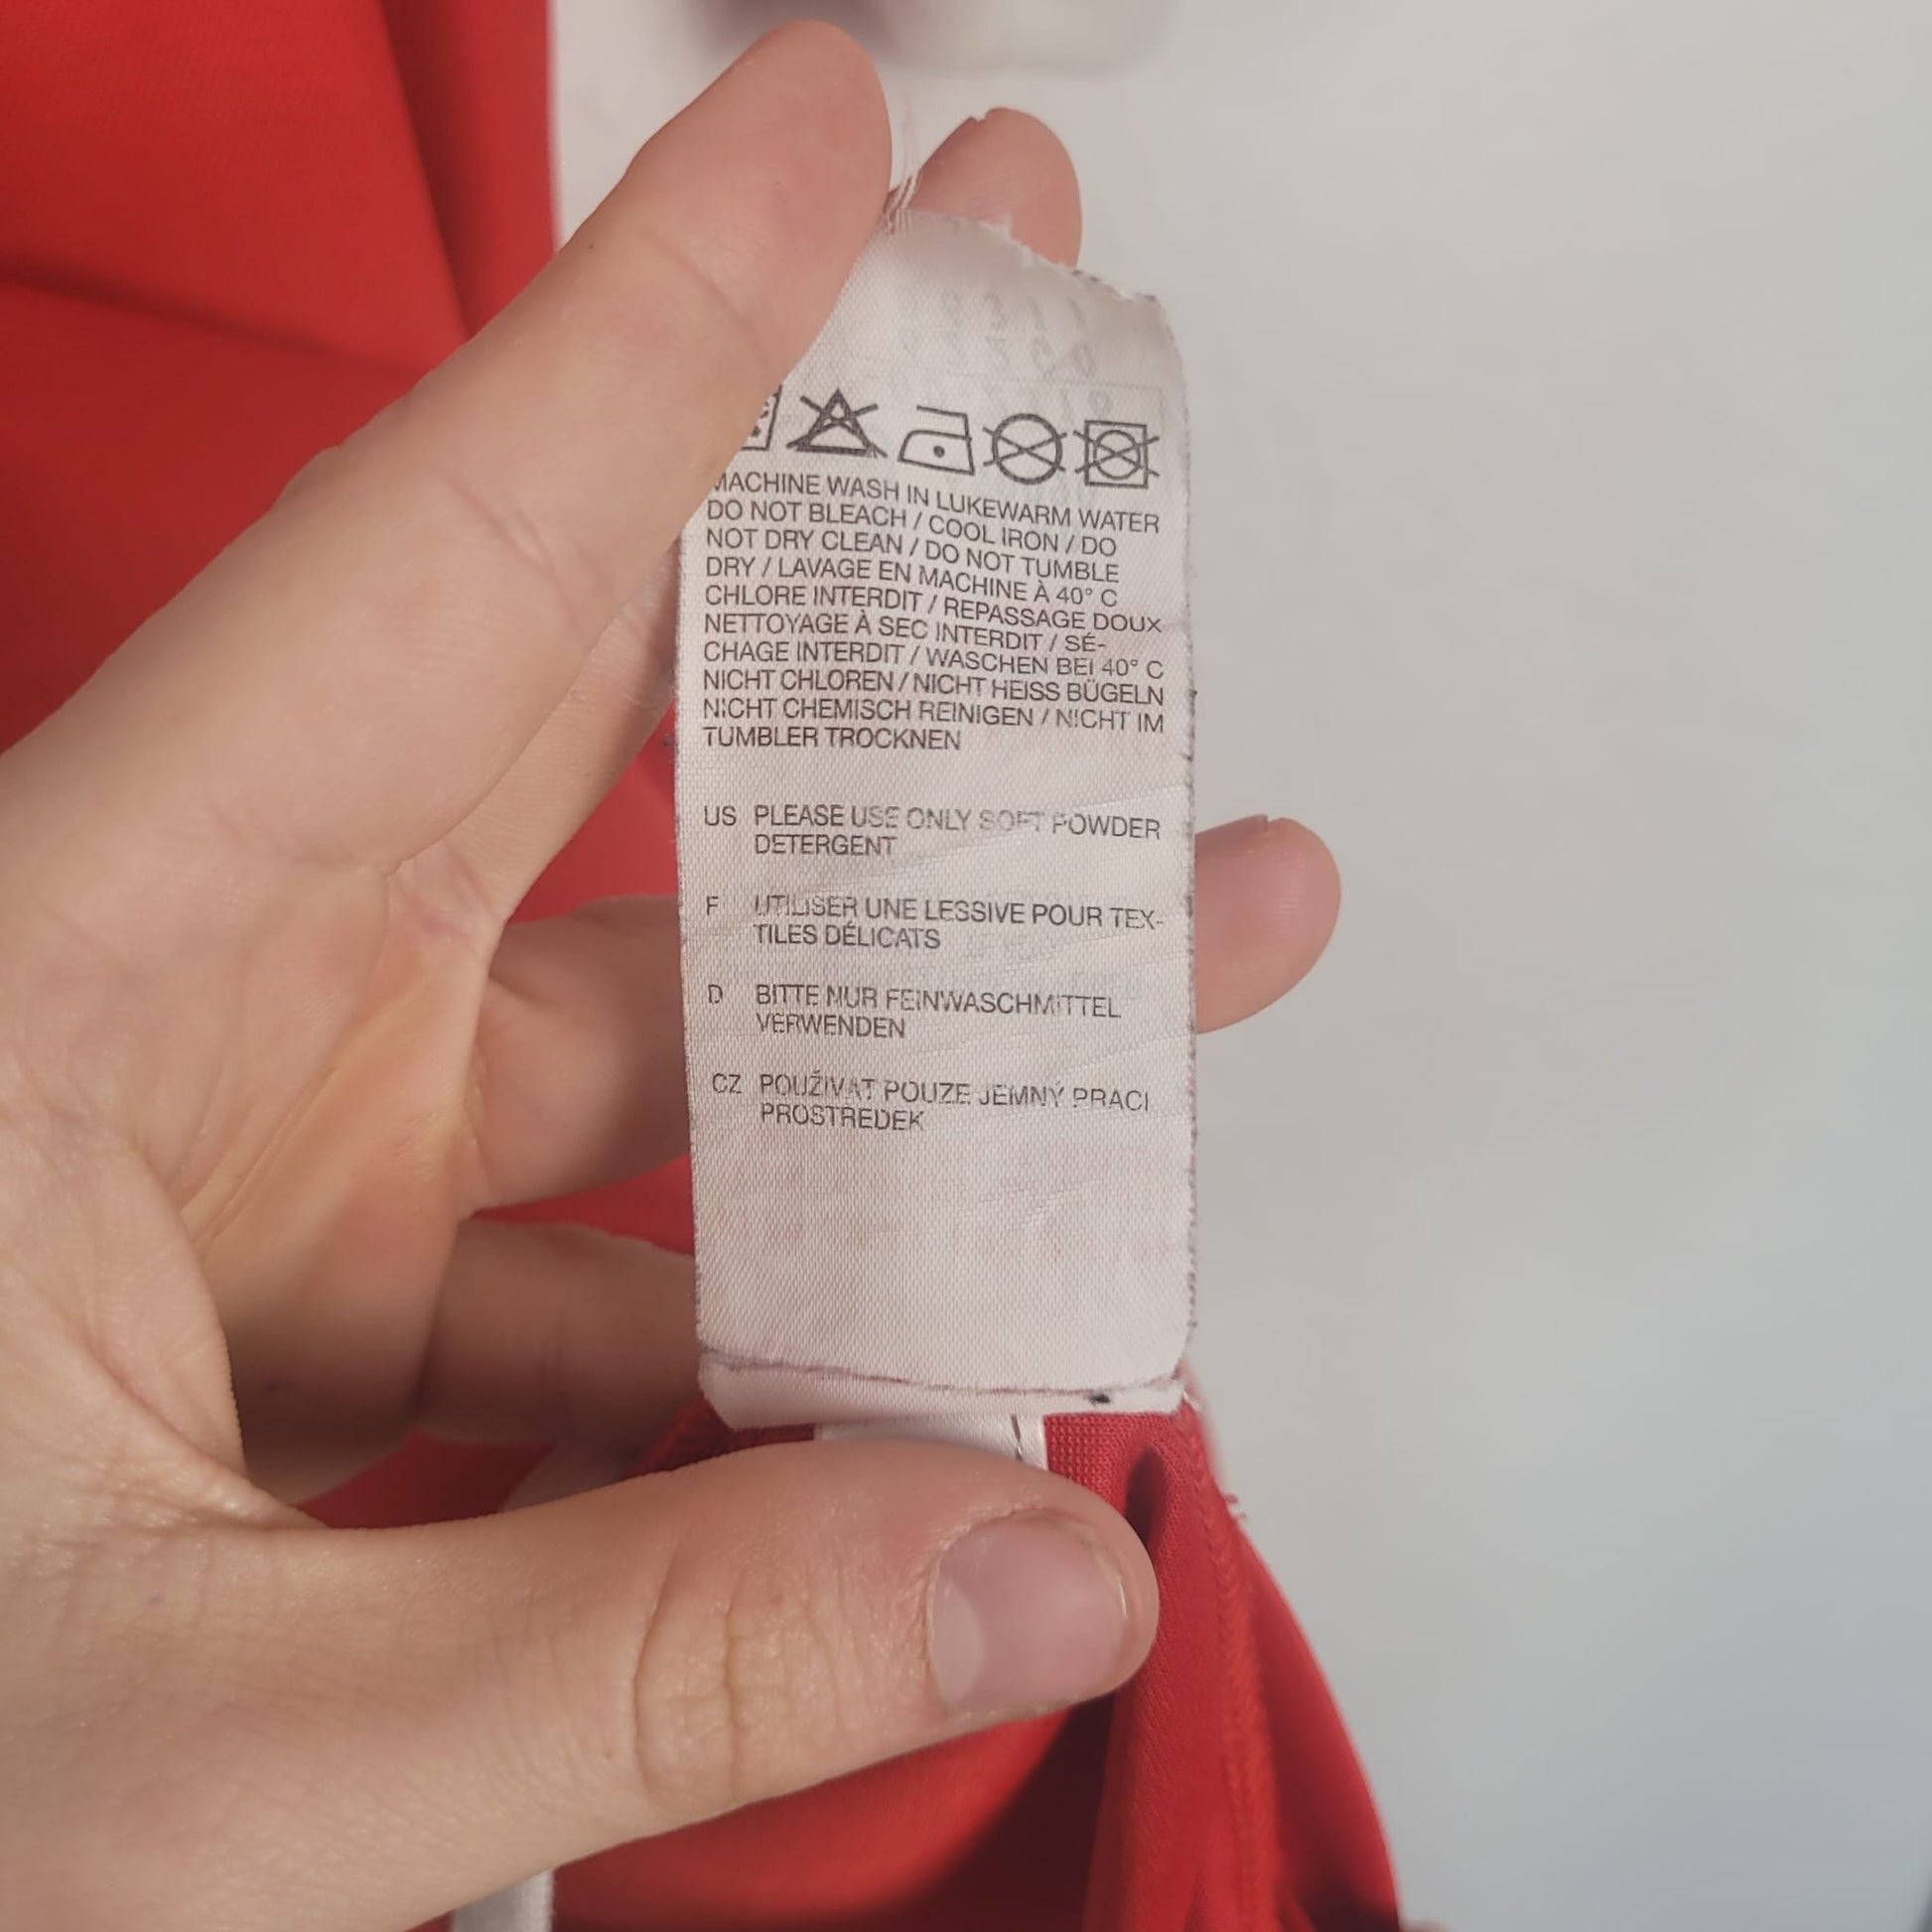 MACHINE WASH IN LUKEWARM WATER
DO NOT BLEACH / COOL IRON / DO
NOT DRY CLEAN / DO NOT TUMBLE
DRY / LAVAGE EN MACHINE À 40° C
CHLORE INTERDIT / REPASSAGE DOUX
NETTOYAGE À SEC INTERDIT / SÉ-
CHAGE INTERDIT / WASCHEN BEI 40° C
NICHT CHLOREN / NICHT HEISS BÜGELN
NICHT CHEMISCH REINIGEN / NICHT IM
TUMBLER TROCKNEN
US PLEASE USE ONLY SOFT POWDER
DETERGENT
F UTILISER UNE LESSIVE POUR TEX-
TILES DÉLICATS
D BITTE NUR FEINWASCHMITTEL
VERWENDEN
CZ POUŽIVAT POUZE JEMNÝ PRACI
PROSTREDEK